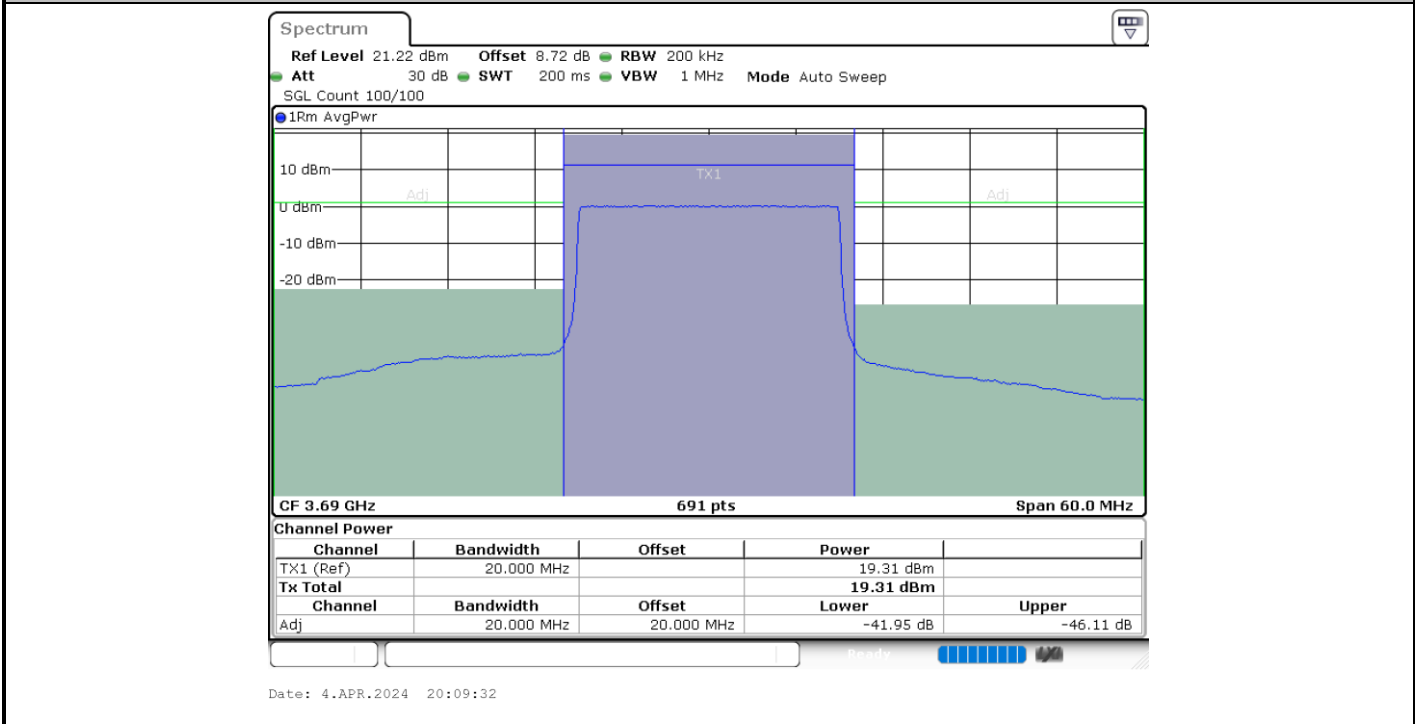 Spectrum
Ref Level 21.22 dBm Offset 8.72 dB RBW 200 kHz
Att 30 dB SWT 200 ms VBW 1 MHz Mode Auto Sweep
SGL Count 100/100
1Rm AvgPwr
10 dBm
TX1
Adj Adj
0 dBm
-10 dBm
-20 dBm
CF 3.69 GHz 691 pts Span 60.0 MHz
Channel Power
Channel Bandwidth Offset Power
TX1 (Ref) 20.000 MHz 19.31 dBm
Tx Total 19.31 dBm
Channel Bandwidth Offset Lower Upper
Adj 20.000 MHz 20.000 MHz -41.95 dB -46.11 dB
Ready
Date: 4.APR.2024 20:09:32